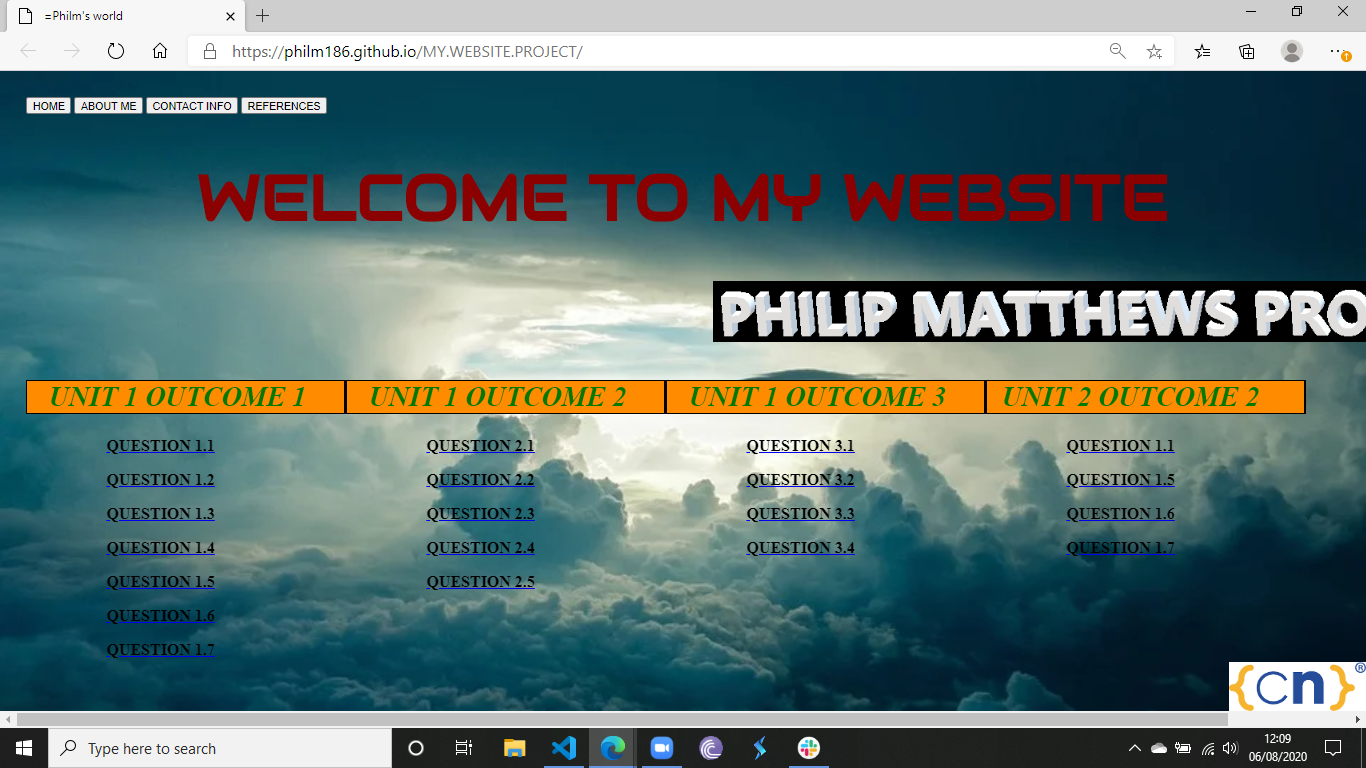 =Philm's world
https://philm186.github.io/MY.WEBSITE.PROJECT/
HOME ABOUT ME CONTACT INFO REFERENCES
WELCOME TO MY WEBSITE
PHILIP MATTHEWS PRO
UNIT 1 OUTCOME 1 UNIT 1 OUTCOME 2 UNIT 1 OUTCOME 3 UNIT 2 OUTCOME 2
QUESTION 1.1 QUESTION 2.1 QUESTION 3.1 QUESTION 1.1
QUESTION 1.2 QUESTION 2.2 QUESTION 3.2 QUESTION 1.5
QUESTION 1.3 QUESTION 2.3 QUESTION 3.3 QUESTION 1.6
QUESTION 1.4 QUESTION 2.4 QUESTION 3.4 QUESTION 1.7
QUESTION 1.5 QUESTION 2.5
QUESTION 1.6
QUESTION 1.7
{cn}®
Type here to search
12:09
06/08/2020